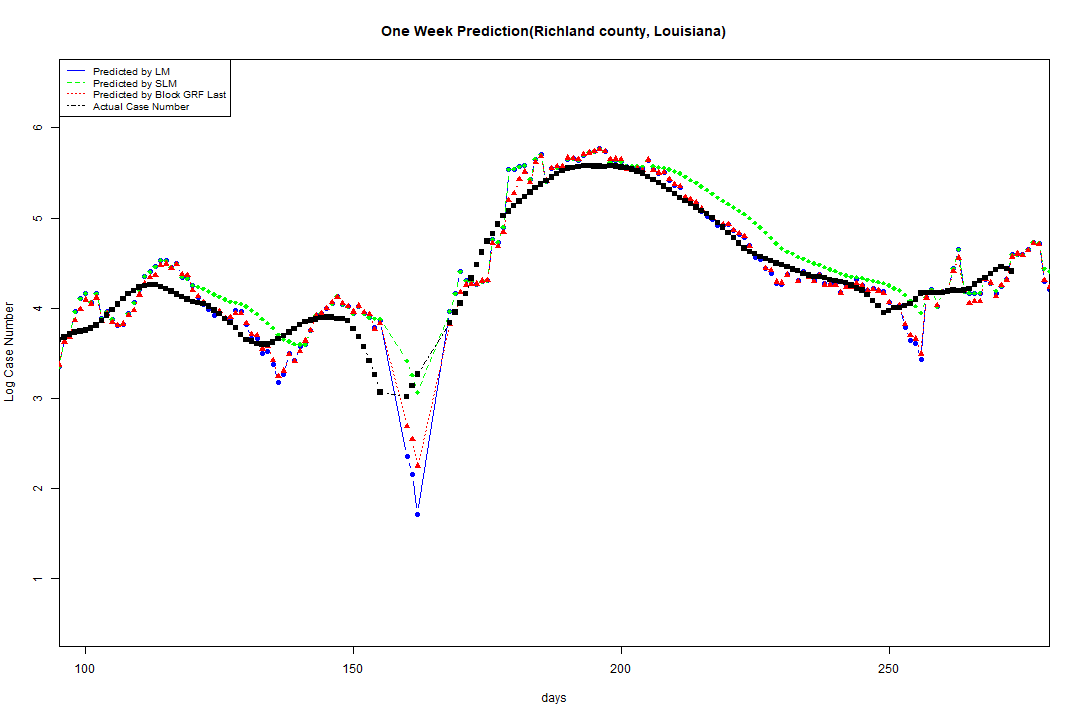 One Week Prediction(Richland county, Louisiana)
Predicted by LM
Predicted by SLM
Predicted by Block GRF Last
Actual Case Number
6
5
4
3
2
1
Log Case Number
100 150 200 250
days